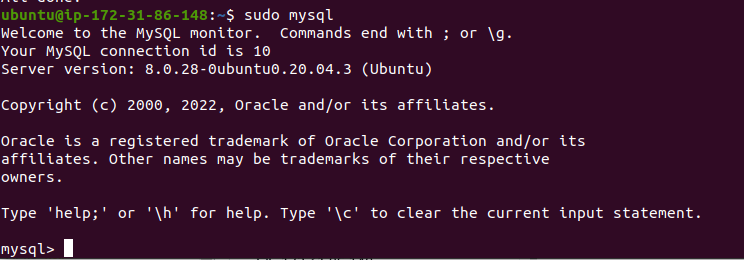 ubuntu@ip-172-31-86-148:~$ sudo mysql
Welcome to the MySQL monitor.  Commands end with ; or \g.
Your MySQL connection id is 10
Server version: 8.0.28-0ubuntu0.20.04.3 (Ubuntu)
Copyright (c) 2000, 2022, Oracle and/or its affiliates.
Oracle is a registered trademark of Oracle Corporation and/or its
affiliates. Other names may be trademarks of their respective
owners.
Type 'help;' or '\h' for help. Type '\c' to clear the current input statement.
mysql>